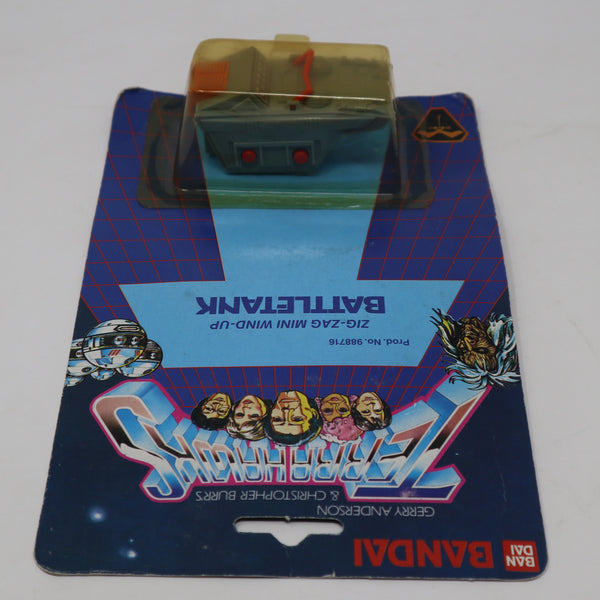 BAN
DAI
BANDAI
GERRY ANDERSON
& CHRISTOPHER BURR'S
TERRAHAWKS
Prod. No. 988716
ZIG-ZAG MINI WIND-UP
BATTLETANK